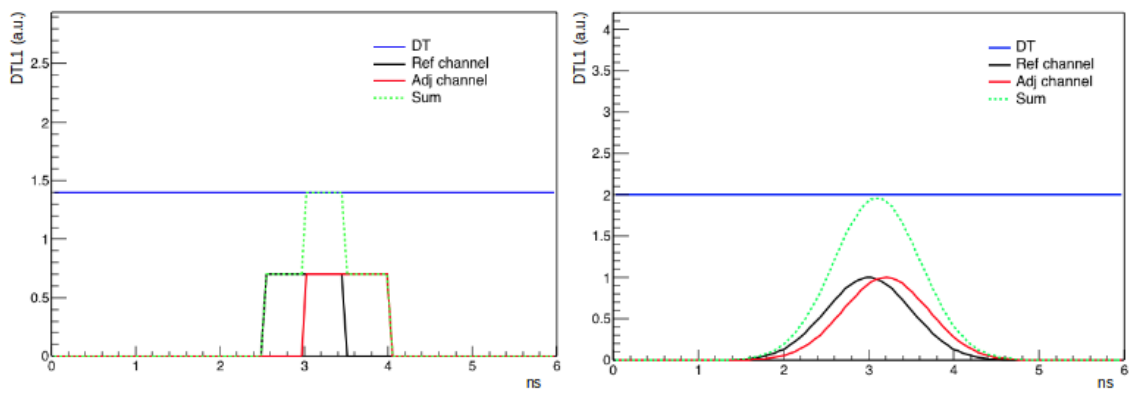 DTL1 (a.u.)
2.5
2
1.5
1
0.5
0
0 1 2 3 4 5 6
ns
DT
Ref channel
Adj channel
Sum
DTL1 (a.u.)
4
3.5
3
2.5
2
1.5
1
0.5
0
0 1 2 3 4 5 6
ns
DT
Ref channel
Adj channel
Sum